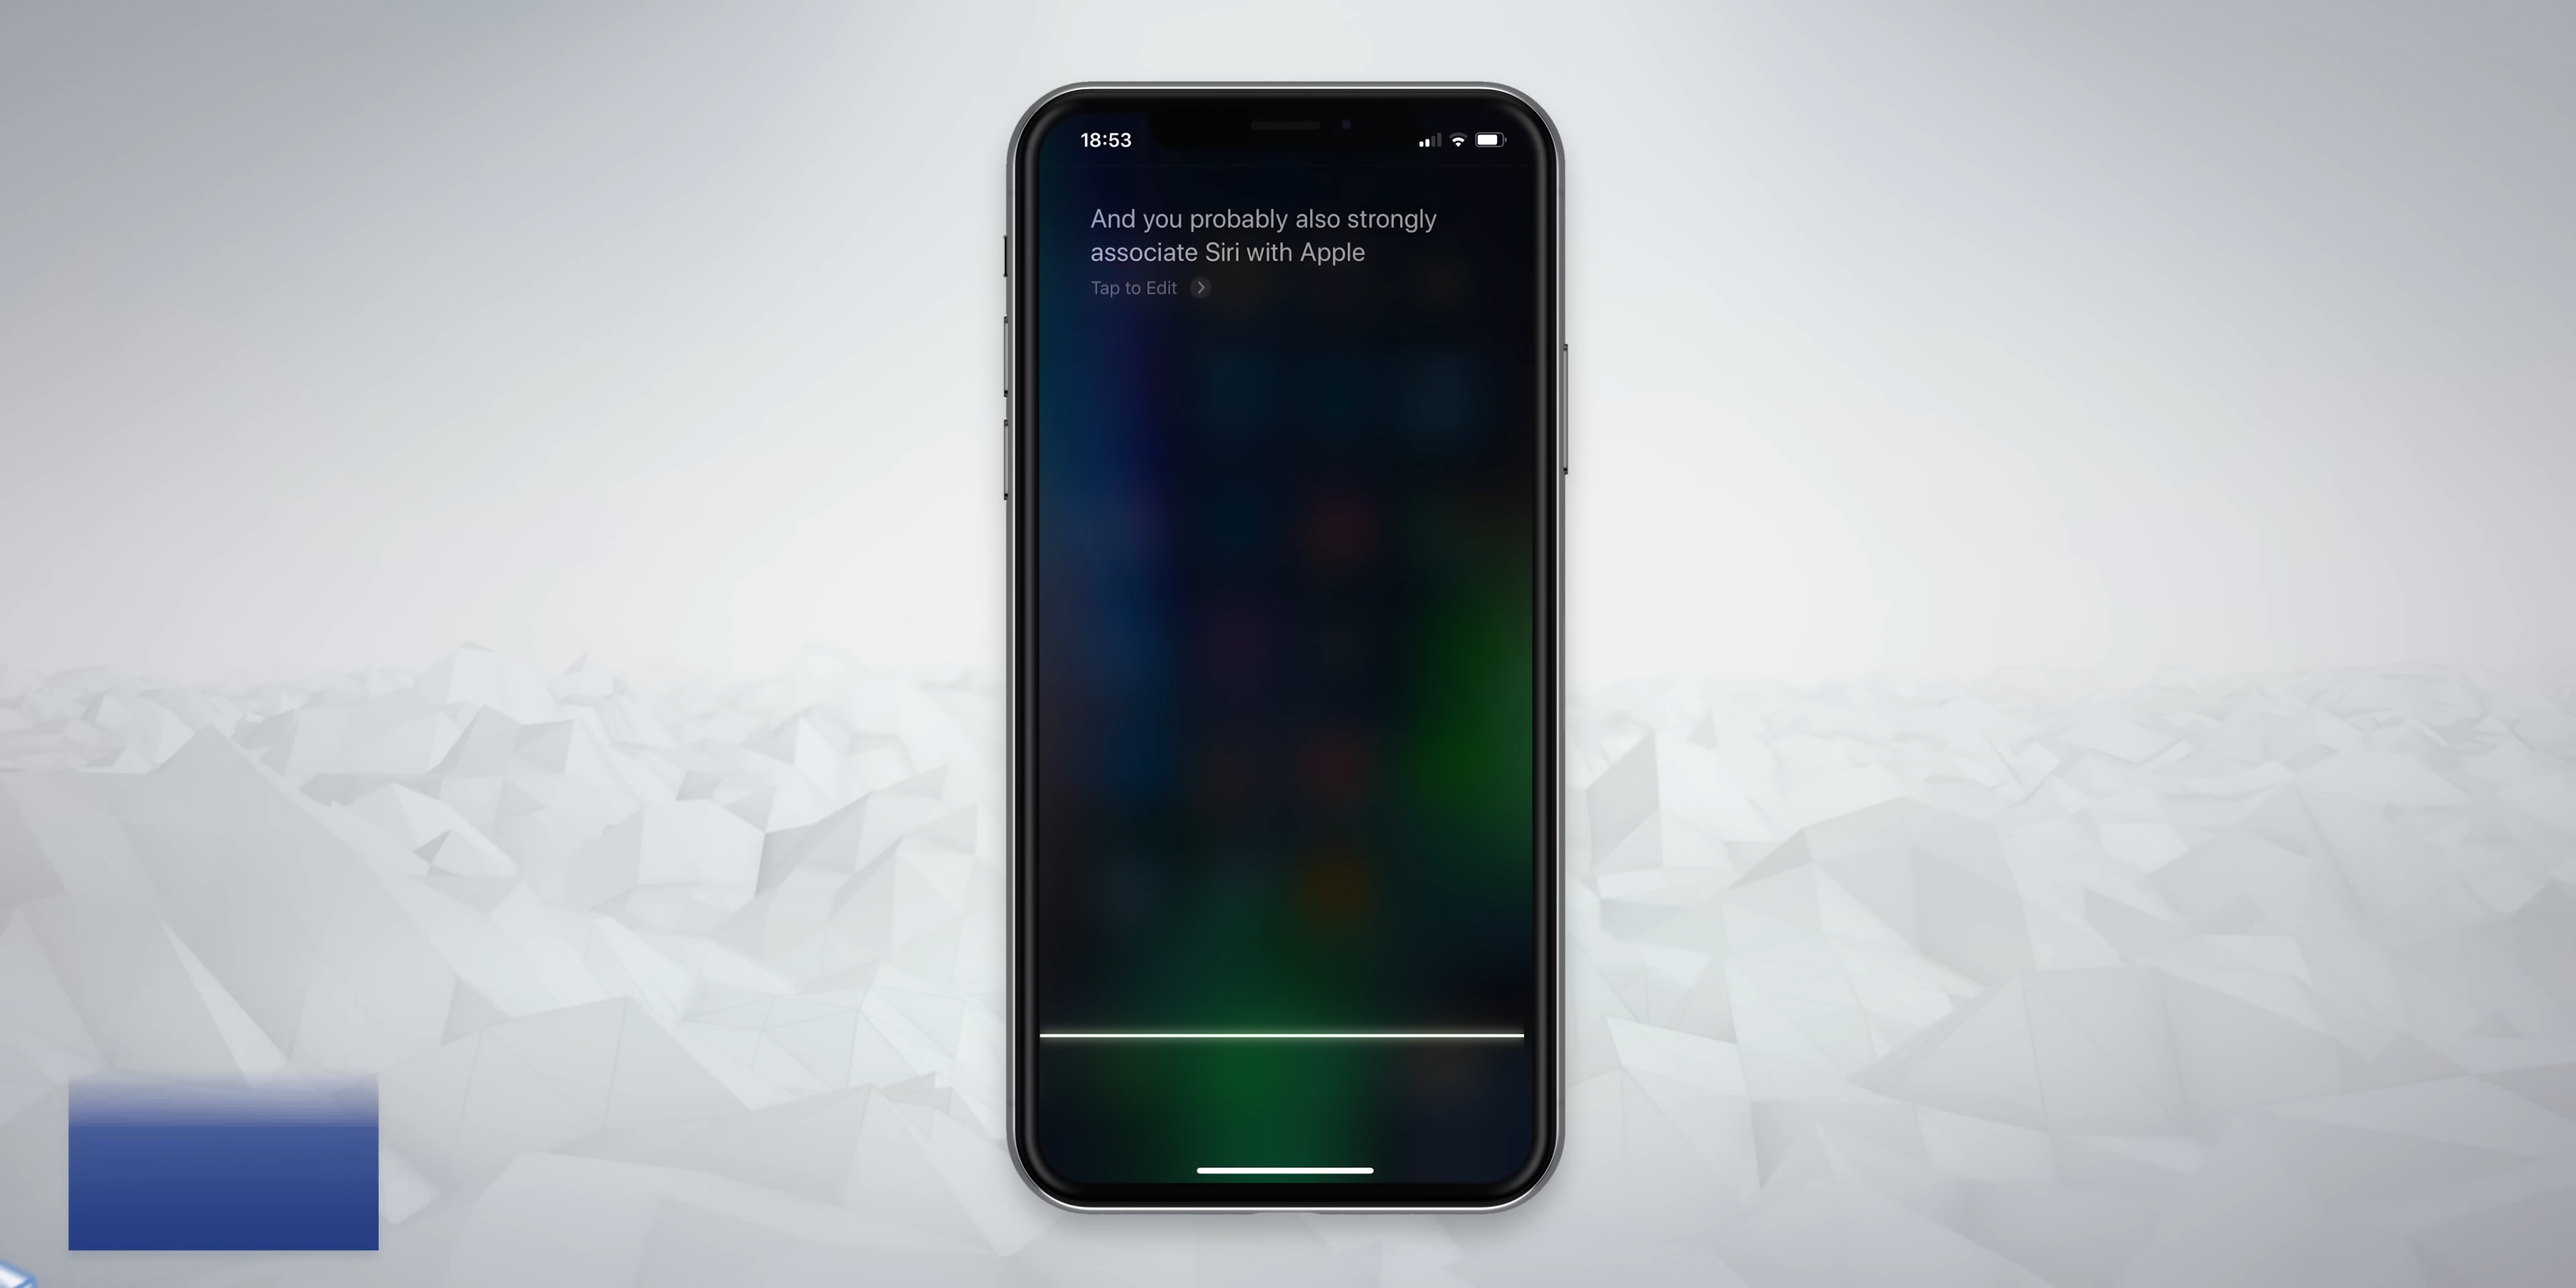 18:53
And you probably also strongly
associate Siri with Apple
Tap to Edit